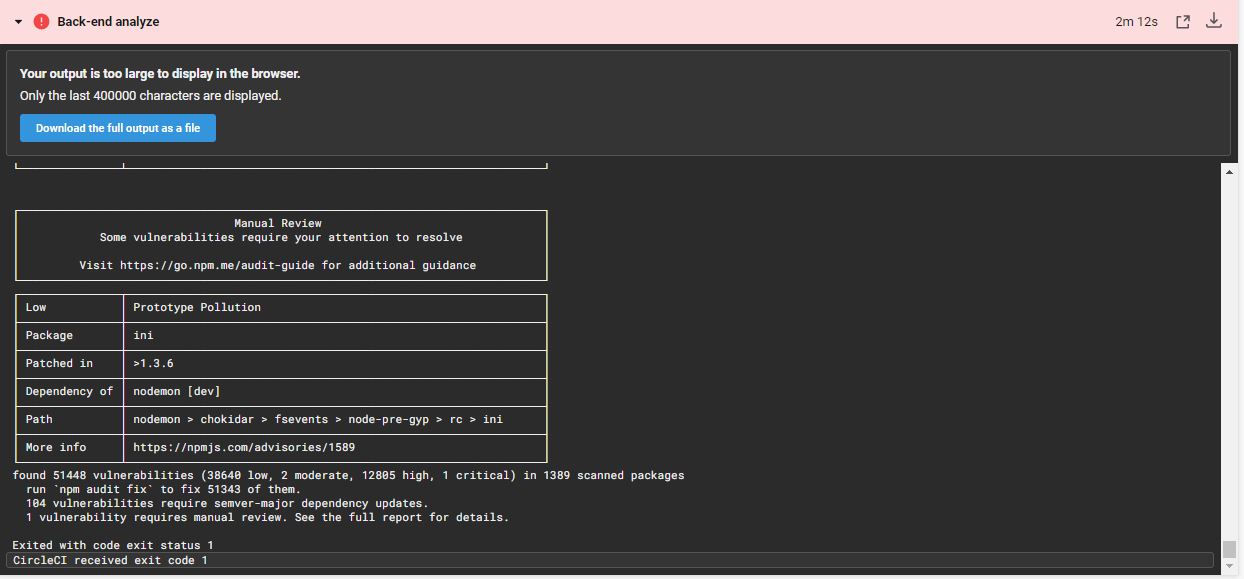 Back-end analyze
2m 12s
Your output is too large to display in the browser.
Only the last 400000 characters are displayed.
Download the full output as a file
Manual Review
Some vulnerabilities require your attention to resolve
Visit https://go.npm.me/audit-guide for additional guidance
Low Prototype Pollution
Package ini
Patched in >1.3.6
Dependency of nodemon [dev]
Path nodemon > chokidar > fsevents > node-pre-gyp > rc > ini
More info https://npmjs.com/advisories/1589
found 51448 vulnerabilities (38640 low, 2 moderate, 12805 high, 1 critical) in 1389 scanned packages
run `npm audit fix` to fix 51343 of them.
104 vulnerabilities require semver-major dependency updates.
1 vulnerability requires manual review. See the full report for details.
Exited with code exit status 1
CircleCI received exit code 1